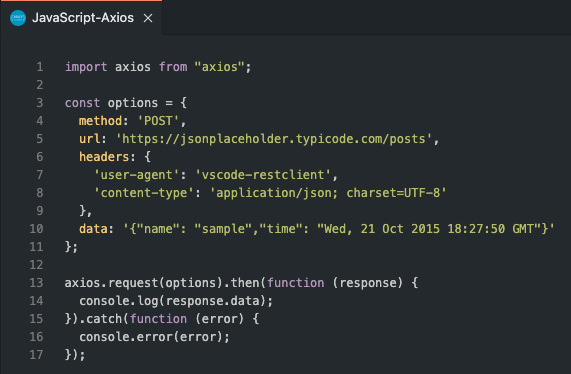 JavaScript-Axios ×
1 import axios from "axios";
2
3 const options = {
4   method: 'POST',
5   url: 'https://jsonplaceholder.typicode.com/posts',
6   headers: {
7     'user-agent': 'vscode-restclient',
8     'content-type': 'application/json; charset=UTF-8'
9   },
10   data: '{"name": "sample","time": "Wed, 21 Oct 2015 18:27:50 GMT"}'
11 };
12
13 axios.request(options).then(function (response) {
14   console.log(response.data);
15 }).catch(function (error) {
16   console.error(error);
17 });